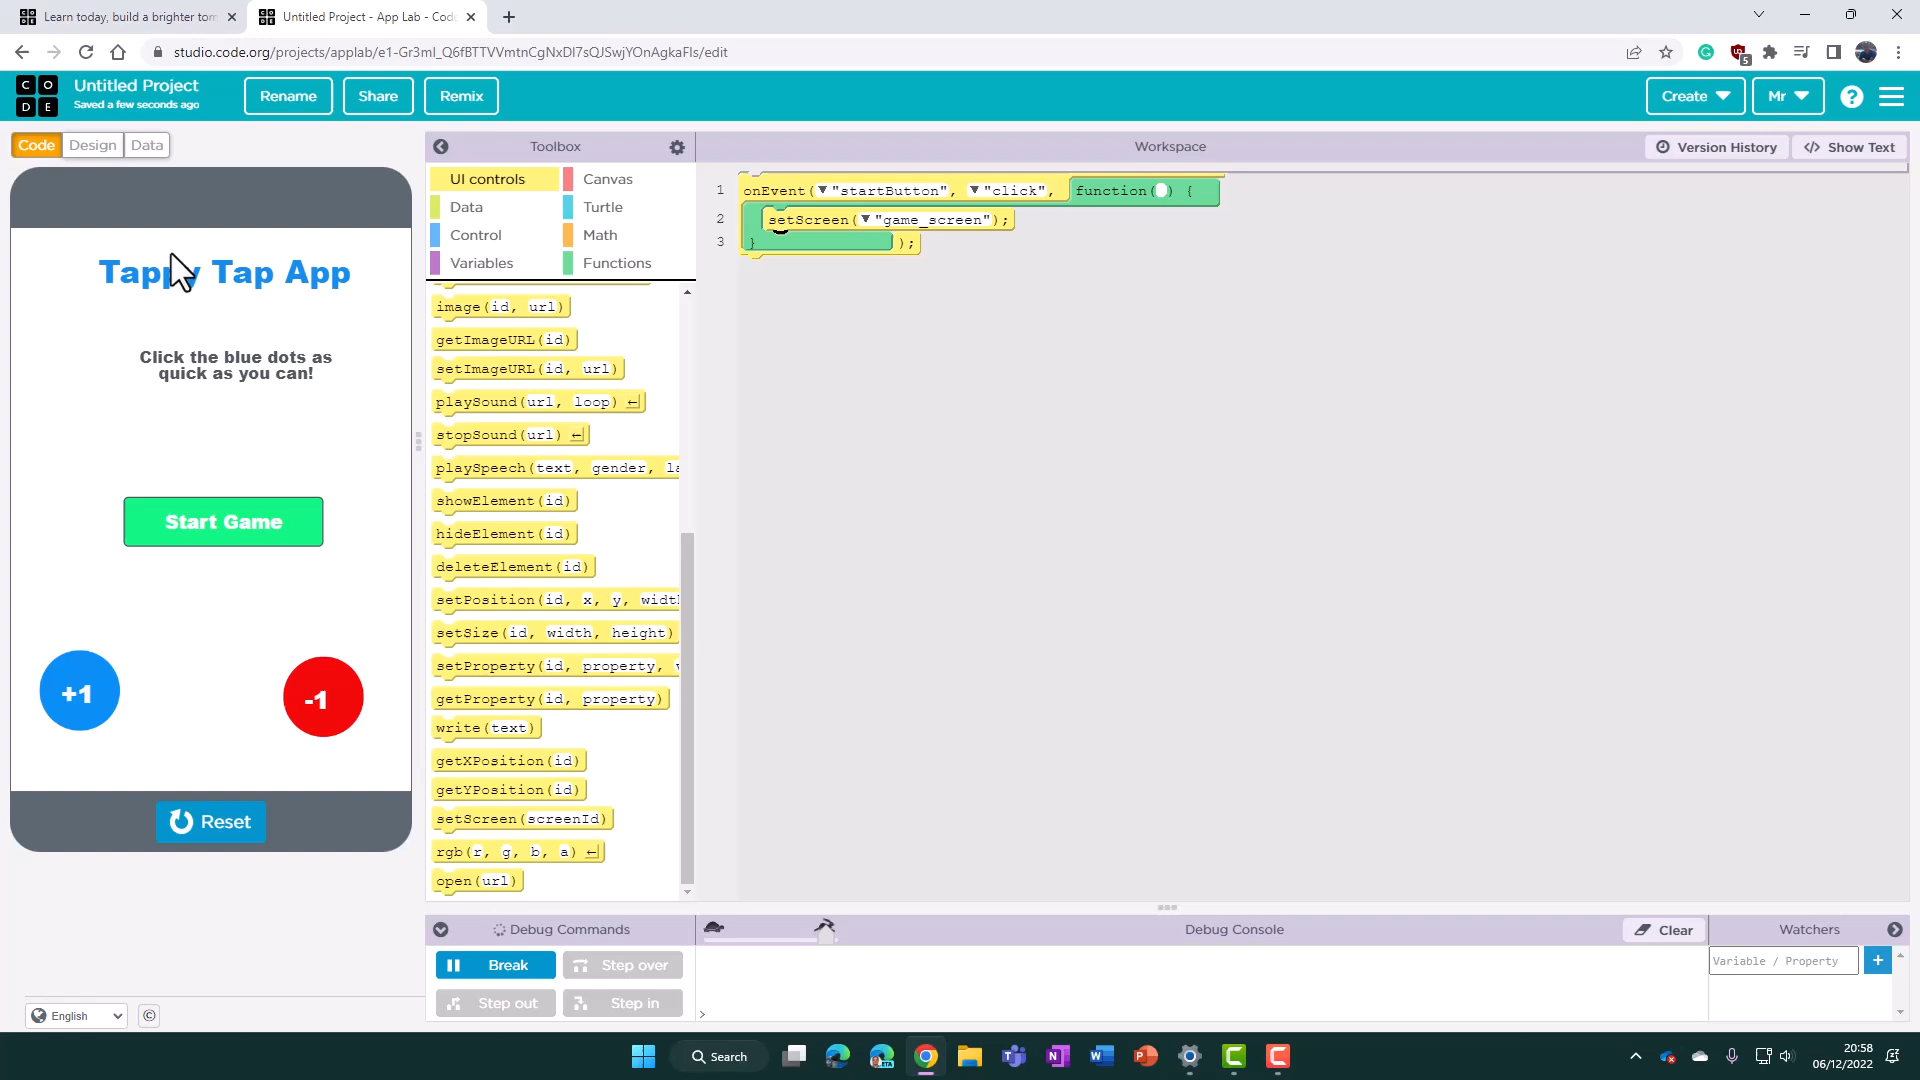 Learn today, build a brighter tom
Untitled Project - App Lab - Code
studio.code.org/projects/applab/e1-Gr3mI_Q6fBTTVVmtnCgNxDl7sQJSwjYOnAgkaFIs/edit
5
C O
D E
Untitled Project
Saved a few seconds ago
Rename
Share
Remix
Create
Mr
?
Code
Design
Data
Toolbox
Workspace
Version History
Show Text
UI controls
Canvas
Data
Turtle
Control
Math
Variables
Functions
1 onEvent("startButton", "click", function( ) {
2 setScreen("game_screen");
3 } );
Tappy Tap App
Click the blue dots as
quick as you can!
Start Game
+1
-1
Reset
image(id, url)
getImageURL(id)
setImageURL(id, url)
playSound(url, loop)
stopSound(url)
playSpeech(text, gender, la
showElement(id)
hideElement(id)
deleteElement(id)
setPosition(id, x, y, widt
setSize(id, width, height)
setProperty(id, property, v
getProperty(id, property)
write(text)
getXPosition(id)
getYPosition(id)
setScreen(screenId)
rgb(r, g, b, a)
open(url)
Debug Commands
Debug Console
Clear
Watchers
Break
Step over
Step out
Step in
Variable / Property
+
>
English
©
Search
20:58
06/12/2022